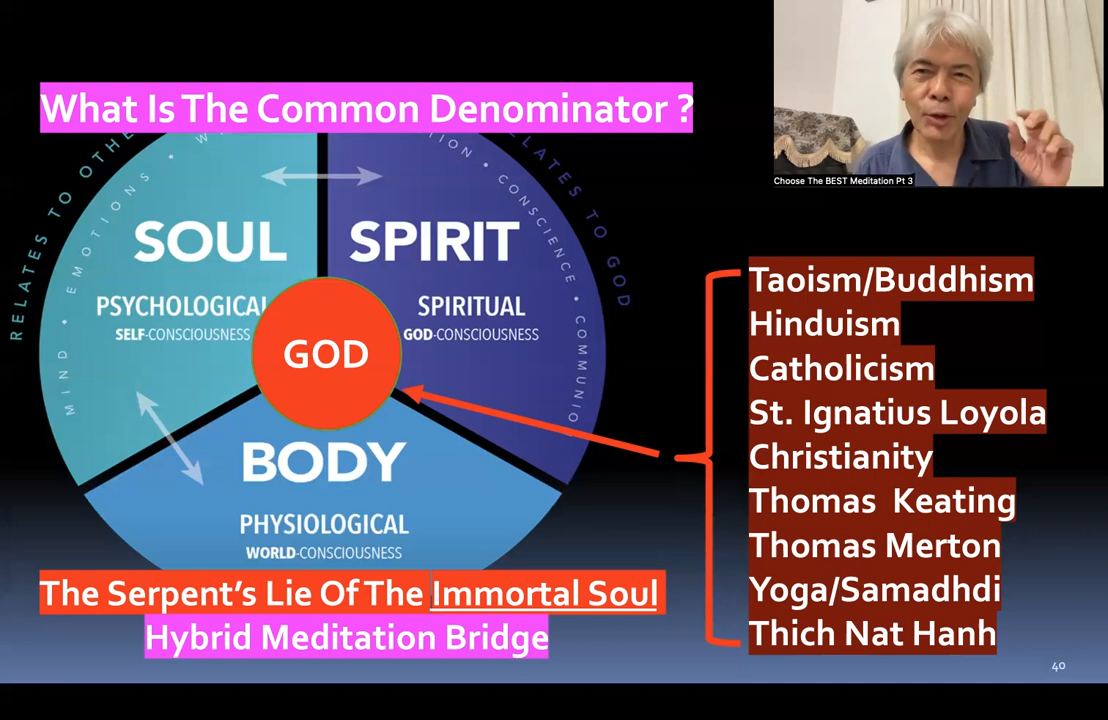 What Is The Common Denominator ?
RELATES TO
MIND • EMOTIONS • W
ION • CONSCIENCE • COMMUNIO
ELATES TO GOD
SOUL
SPIRIT
PSYCHOLOGICAL
SELF-CONSCIOUSNESS
SPIRITUAL
GOD-CONSCIOUSNESS
GOD
BODY
PHYSIOLOGICAL
WORLD-CONSCIOUSNESS
The Serpent's Lie Of The Immortal Soul
Hybrid Meditation Bridge
Choose The BEST Meditation Pt 3
Taoism/Buddhism
Hinduism
Catholicism
St. Ignatius Loyola
Christianity
Thomas Keating
Thomas Merton
Yoga/Samadhdi
Thich Nat Hanh
40